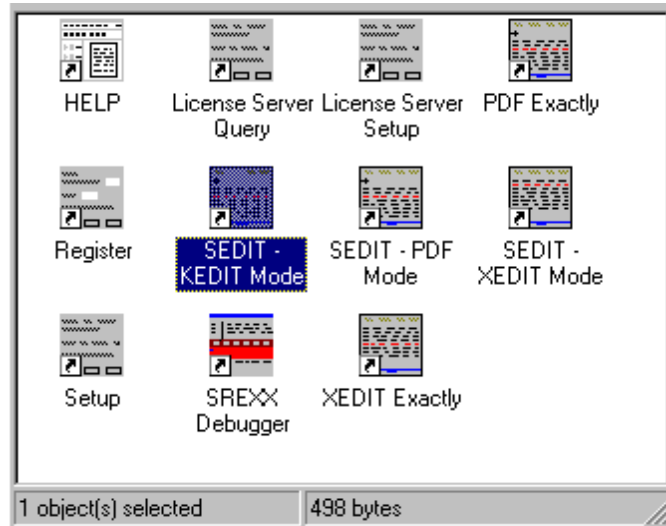 HELP
License Server Query
License Server Setup
PDF Exactly
Register
SEDIT - KEDIT Mode
SEDIT - PDF Mode
SEDIT - XEDIT Mode
Setup
SREXX Debugger
XEDIT Exactly
1 object(s) selected
498 bytes